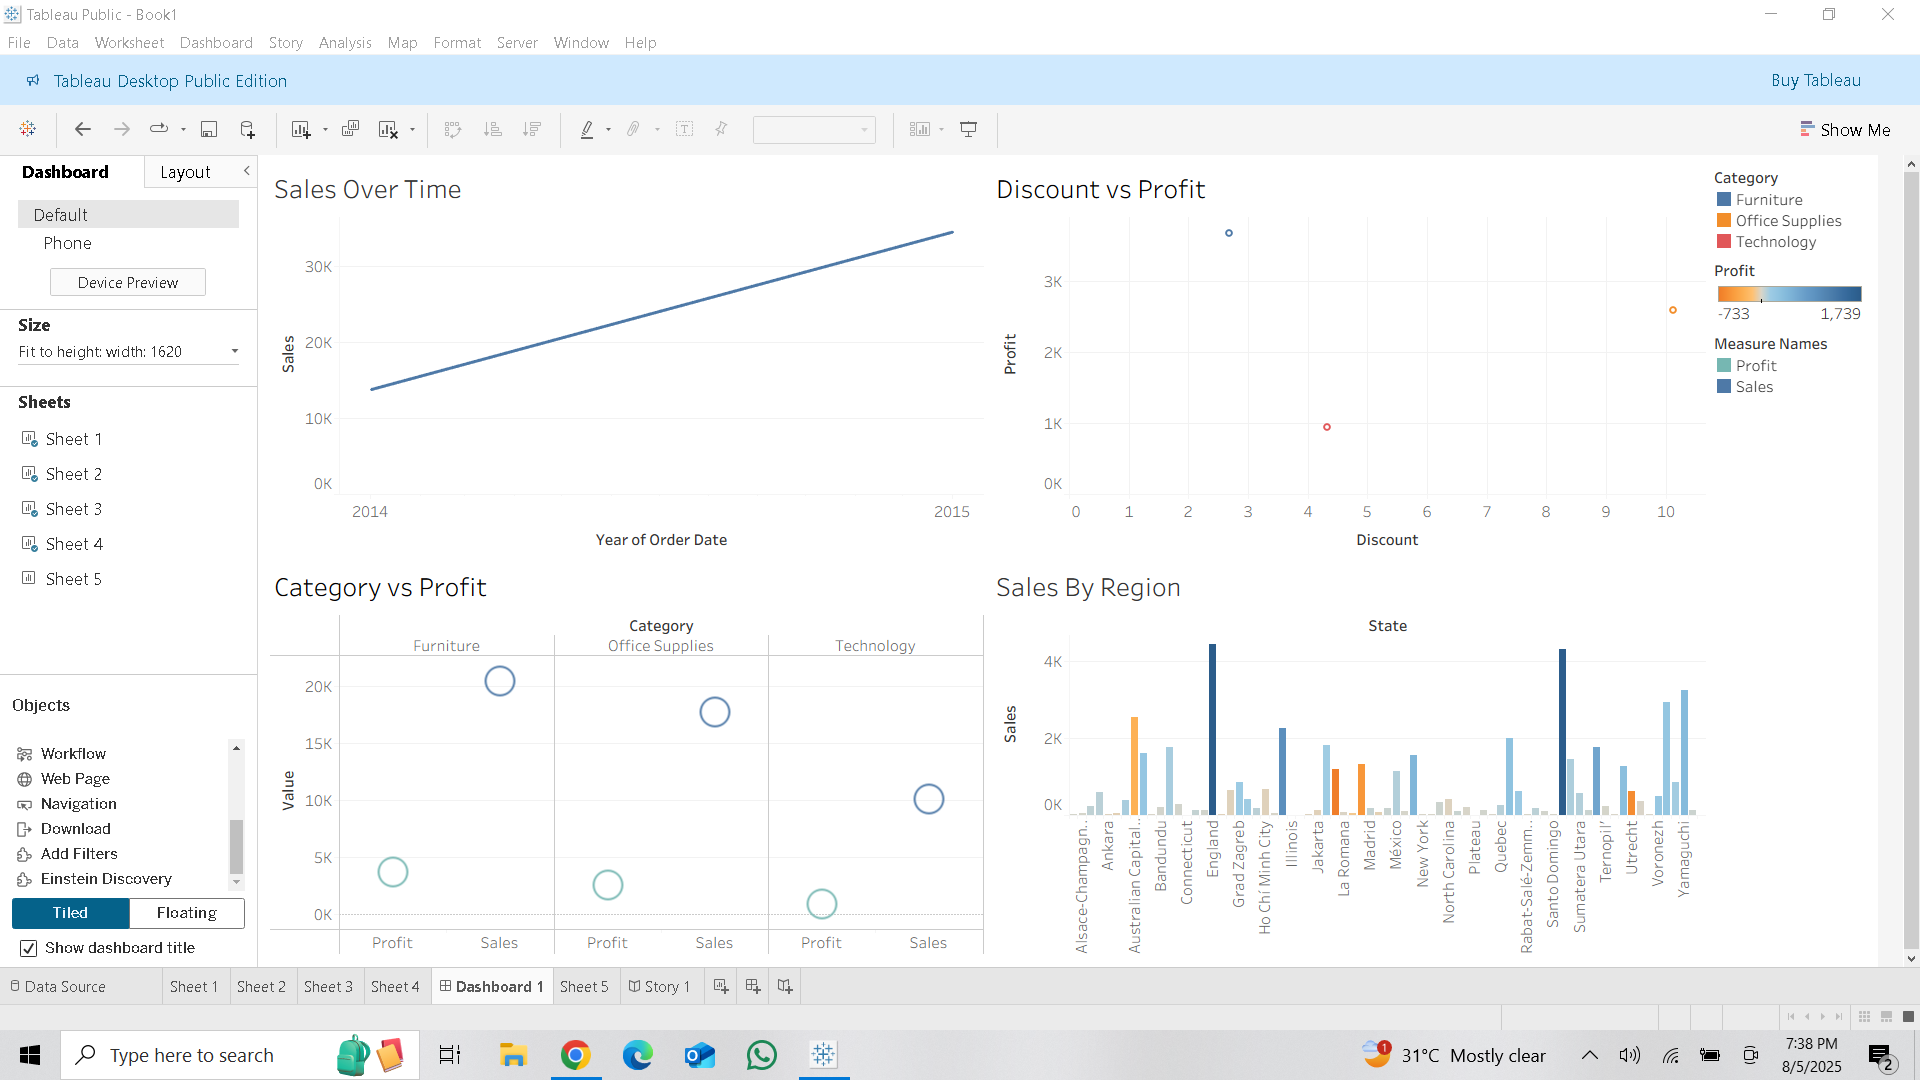 Tableau Public - Book1
File Data Worksheet Dashboard Story Analysis Map Format Server Window Help
Tableau Desktop Public Edition
Buy Tableau
Show Me
Dashboard
Layout
Default
Phone
Device Preview
Size
Fit to height: width: 1620
Sheets
Sheet 1
Sheet 2
Sheet 3
Sheet 4
Sheet 5
Objects
Workflow
Web Page
Navigation
Download
Add Filters
Einstein Discovery
Tiled
Floating
Show dashboard title
Sales Over Time
Sales
30K
20K
10K
0K
2014
2015
Year of Order Date
Discount vs Profit
Profit
3K
2K
1K
0K
0 1 2 3 4 5 6 7 8 9 10
Discount
Category
Furniture
Office Supplies
Technology
Profit
-733
1,739
Measure Names
Profit
Sales
Category vs Profit
Category
Furniture Office Supplies Technology
Value
20K
15K
10K
5K
0K
Profit Sales Profit Sales Profit Sales
Sales By Region
State
Sales
4K
2K
0K
Alsace-Champagn..
Ankara
Australian Capital..
Bandundu
Connecticut
England
Grad Zagreb
Ho Chí Minh City
Illinois
Jakarta
La Romana
Madrid
México
New York
North Carolina
Plateau
Quebec
Rabat-Salé-Zemm..
Santo Domingo
Sumatera Utara
Ternopil'
Utrecht
Voronezh
Yamaguchi
Data Source Sheet 1 Sheet 2 Sheet 3 Sheet 4 Dashboard 1 Sheet 5 Story 1
Type here to search
1
31°C Mostly clear
7:38 PM
8/5/2025
2